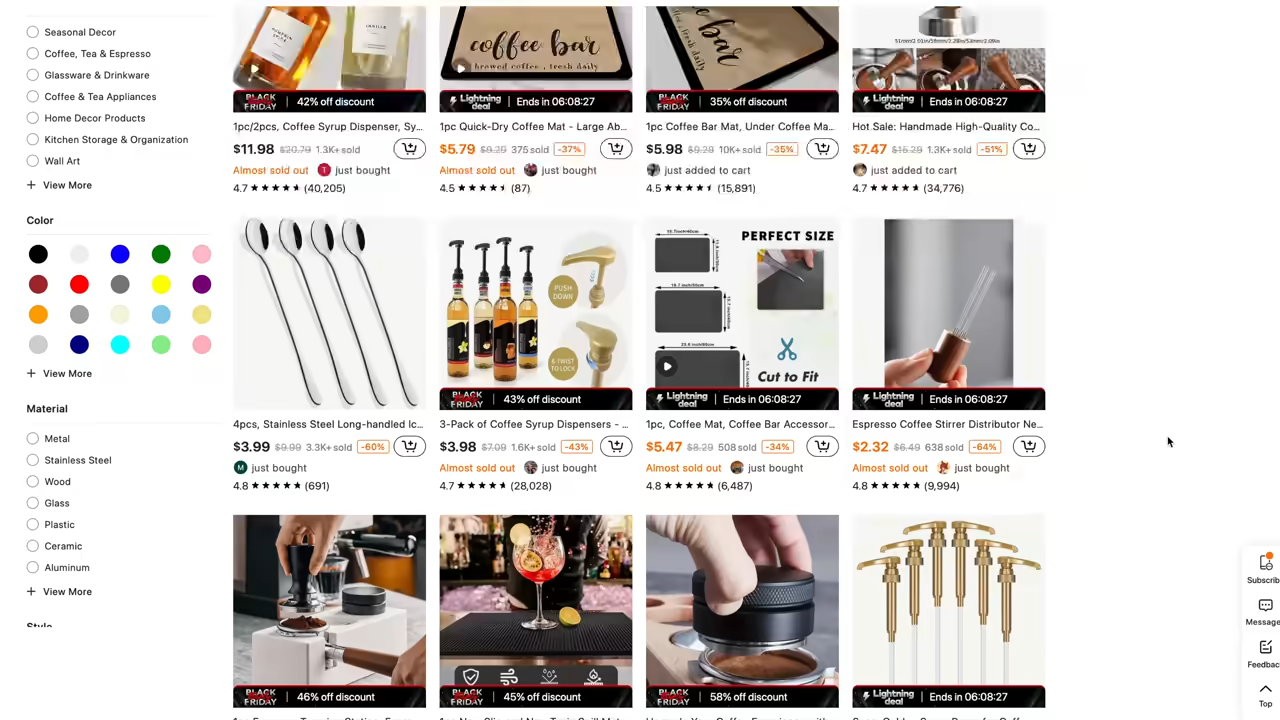 Seasonal Decor
Coffee, Tea & Espresso
Glassware & Drinkware
Coffee & Tea Appliances
Home Decor Products
Kitchen Storage & Organization
Wall Art
+ View More
Color
+ View More
Material
Metal
Stainless Steel
Wood
Glass
Plastic
Ceramic
Aluminum
+ View More
Style
VANILLA
BLACK FRIDAY | 42% off discount
1pc/2pcs, Coffee Syrup Dispenser, Sy...
$11.98 $20.79 1.3K+ sold
Almost sold out T just bought
4.7 (40,205)
coffee bar
brewed coffee, fresh daily
Lightning deal | Ends in 06:08:27
1pc Quick-Dry Coffee Mat - Large Ab...
$5.79 $9.29 375 sold -37%
Almost sold out just bought
4.5 (87)
bar
BLACK FRIDAY | 35% off discount
1pc Coffee Bar Mat, Under Coffee Ma...
$5.98 $9.29 10K+ sold -35%
just added to cart
4.5 (15,891)
Lightning deal | Ends in 06:08:27
Hot Sale: Handmade High-Quality Co...
$7.47 $15.29 1.3K+ sold -51%
just added to cart
4.7 (34,776)
4pcs, Stainless Steel Long-handled Ic...
$3.99 $9.99 3.3K+ sold -60%
M just bought
4.8 (691)
PUSH DOWN
& TWIST TO LOCK
BLACK FRIDAY | 43% off discount
3-Pack of Coffee Syrup Dispensers - ...
$3.98 $7.09 1.6K+ sold -43%
Almost sold out just bought
4.7 (28,028)
PERFECT SIZE
Cut to Fit
Lightning deal | Ends in 06:08:27
1pc, Coffee Mat, Coffee Bar Accessor...
$5.47 $8.29 508 sold -34%
Almost sold out just bought
4.8 (6,487)
Lightning deal | Ends in 06:08:27
Espresso Coffee Stirrer Distributor Ne...
$2.32 $6.49 638 sold -64%
Almost sold out just bought
4.8 (9,994)
BLACK FRIDAY | 46% off discount
BLACK FRIDAY | 45% off discount
BLACK FRIDAY | 58% off discount
Lightning deal | Ends in 06:08:27
Subscrib
Message
Feedbac
Top